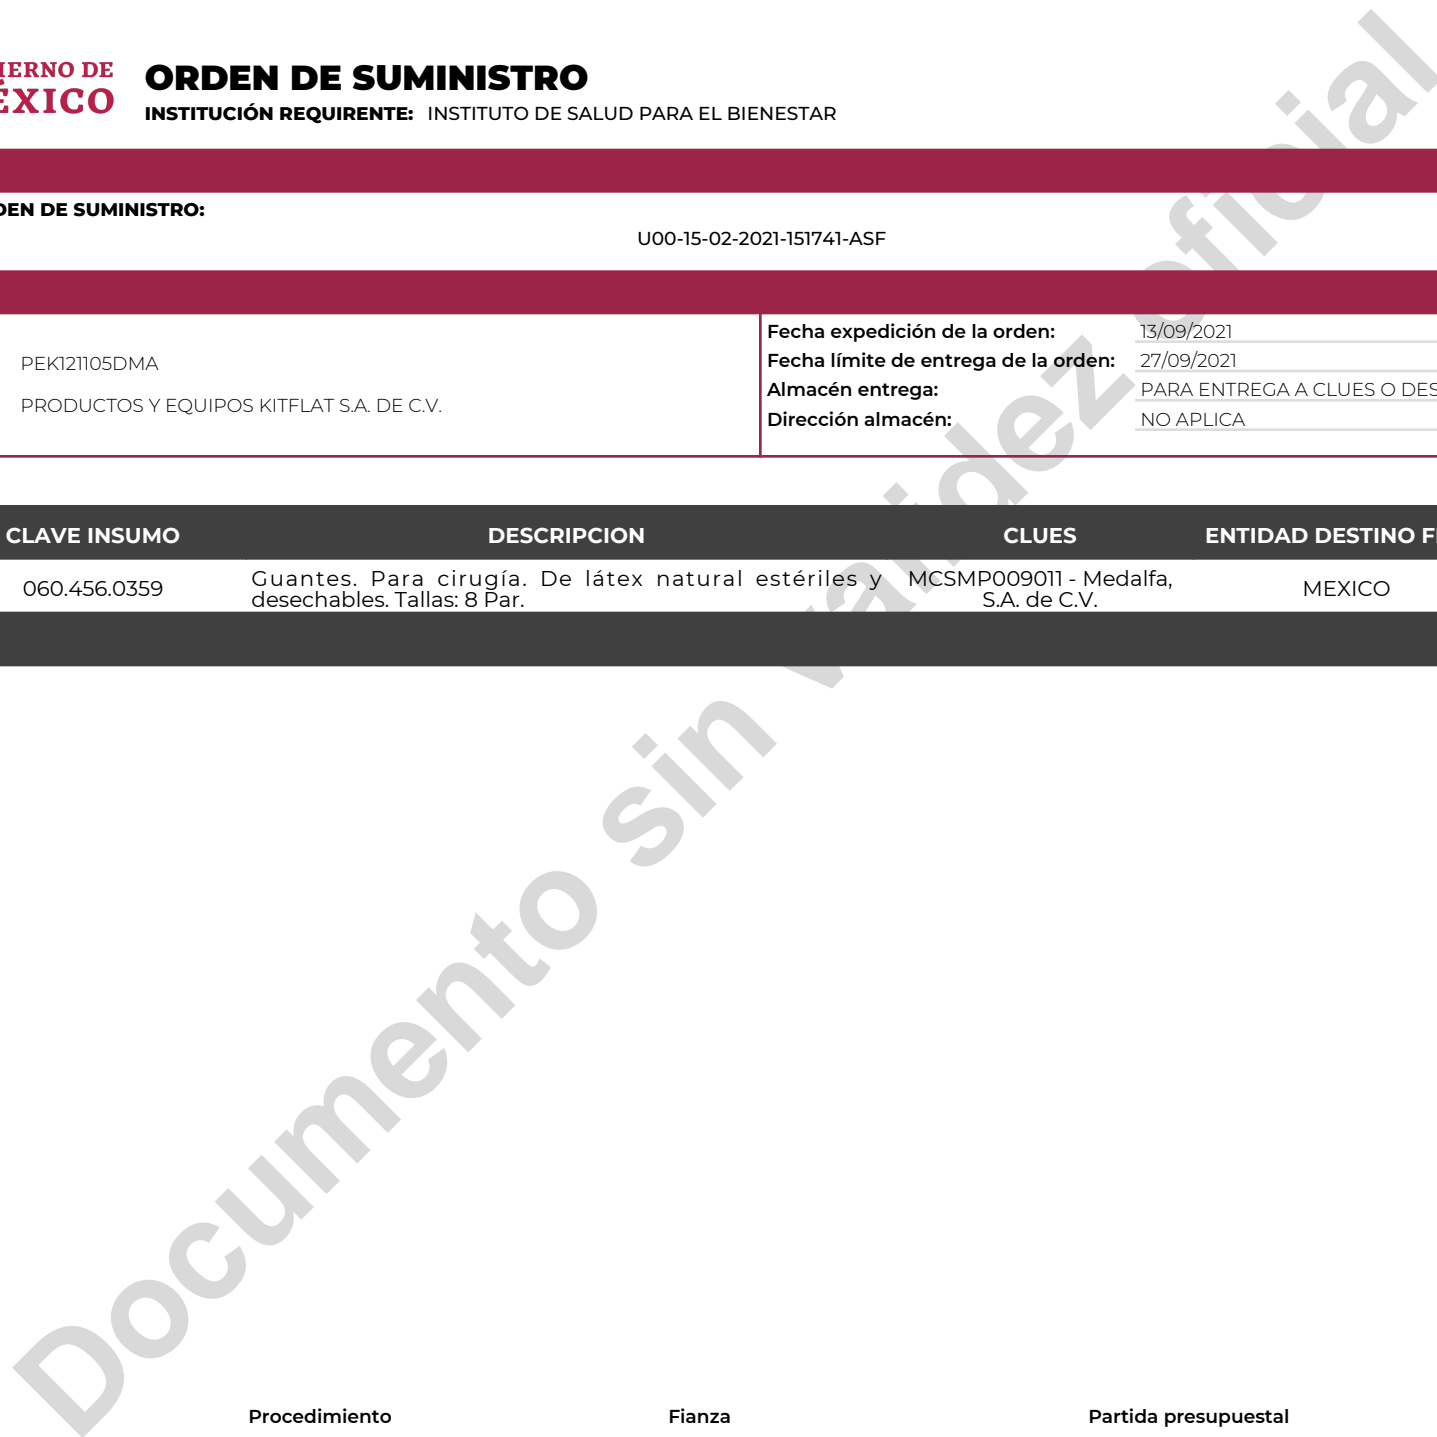 IERNO DE
ÉXICO
ORDEN DE SUMINISTRO
INSTITUCIÓN REQUIRENTE: INSTITUTO DE SALUD PARA EL BIENESTAR
DEN DE SUMINISTRO:
U00-15-02-2021-151741-ASF
PEK121105DMA
PRODUCTOS Y EQUIPOS KITFLAT S.A. DE C.V.
Fecha expedición de la orden: 13/09/2021
Fecha límite de entrega de la orden: 27/09/2021
Almacén entrega: PARA ENTREGA A CLUES O DES
Dirección almacén: NO APLICA
CLAVE INSUMO DESCRIPCION CLUES ENTIDAD DESTINO F
060.456.0359 Guantes. Para cirugía. De látex natural estériles y MCSMP009011 - Medalfa, MEXICO
desechables. Tallas: 8 Par. S.A. de C.V.
Documento sin validez oficial
Procedimiento Fianza Partida presupuestal